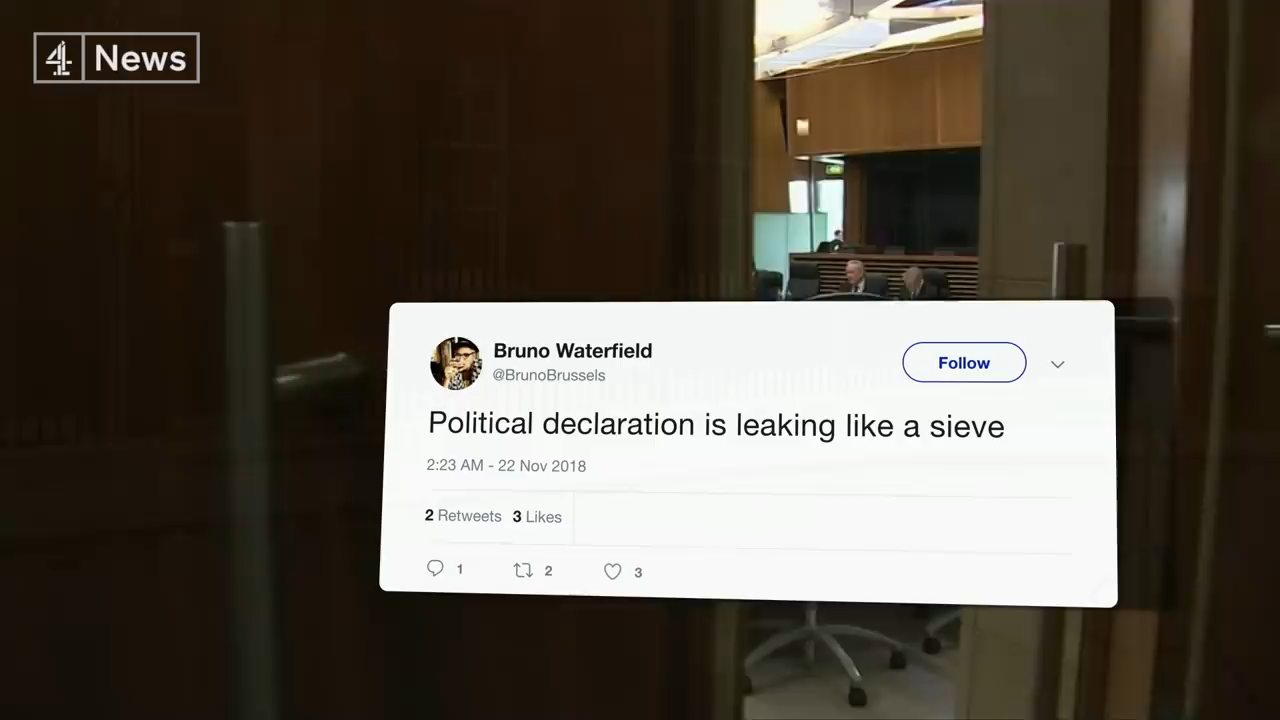 4 News
Bruno Waterfield
@BrunoBrussels
Follow
Political declaration is leaking like a sieve
2:23 AM - 22 Nov 2018
2 Retweets 3 Likes
1 2 3